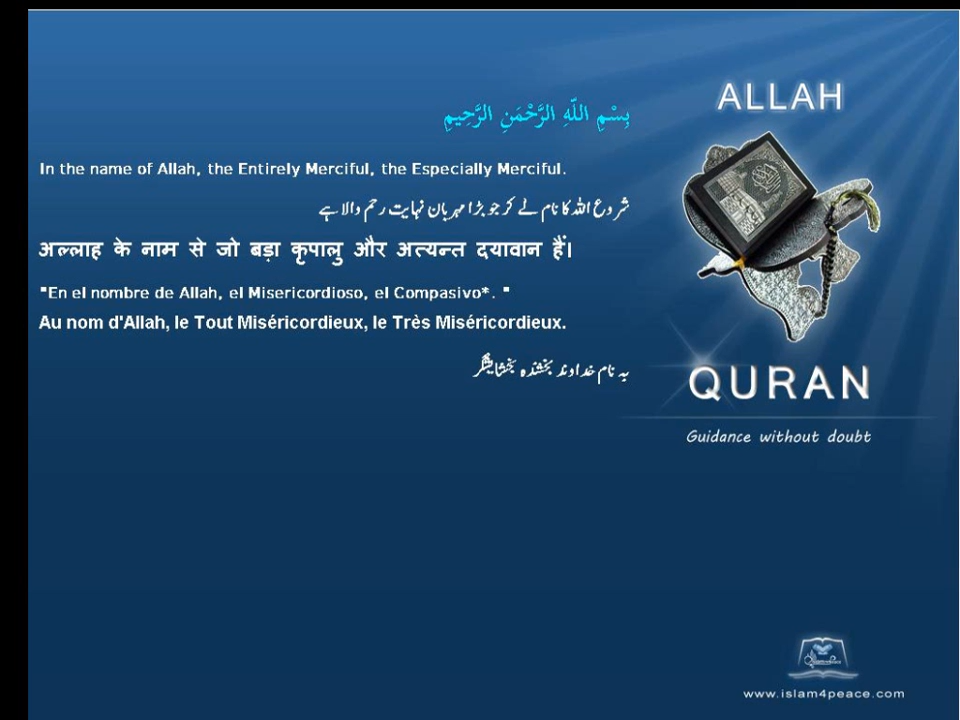 بِسْمِ اللّهِ الرَّحْمَنِ الرَّحِيمِ
In the name of Allah, the Entirely Merciful, the Especially Merciful.
شروع اللہ کا نام لے کر جو بڑا مہربان نہایت رحم والا ہے
अल्लाह के नाम से जो बड़ा कृपालु और अत्यन्त दयावान हैं।
"En el nombre de Allah, el Misericordioso, el Compasivo*. "
Au nom d'Allah, le Tout Miséricordieux, le Très Miséricordieux.
به نام خداوند بخشنده بخشایشگر
ALLAH
QURAN
Guidance without doubt
www.islam4peace.com